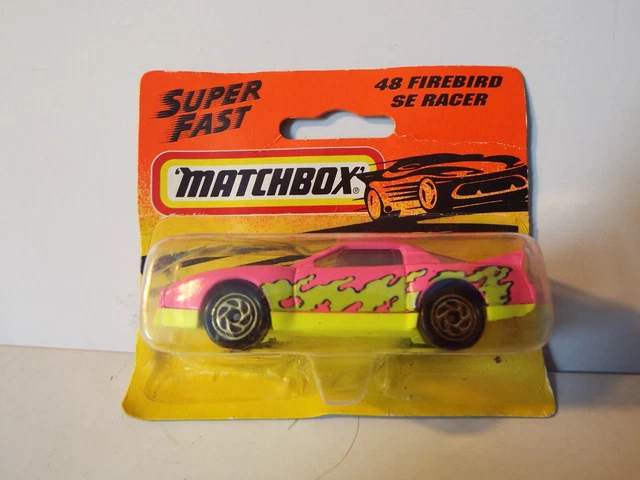 SUPER
FAST
48 FIREBIRD
SE RACER
"MATCHBOX"®